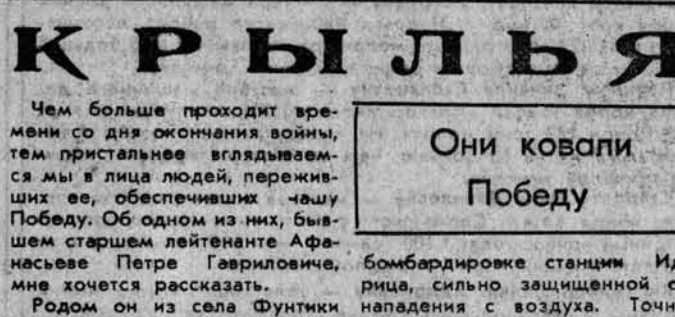 КРЫЛЬЯ
Чем больше проходит вре-
мени со дня окончания войны,
тем пристальнее вглядываем-
ся мы в лица людей, пережив-
ших ее, обеспечивших нашу
Победу. Об одном из них, быв-
шем старшем лейтенанте Афа-
насьеве Петре Гавриловиче,
мне хочется рассказать.
Родом он из села Фунтики
Они ковали
Победу
бомбардировке станции Ид
рица, сильно защищенной о
нападения с воздуха. Точн